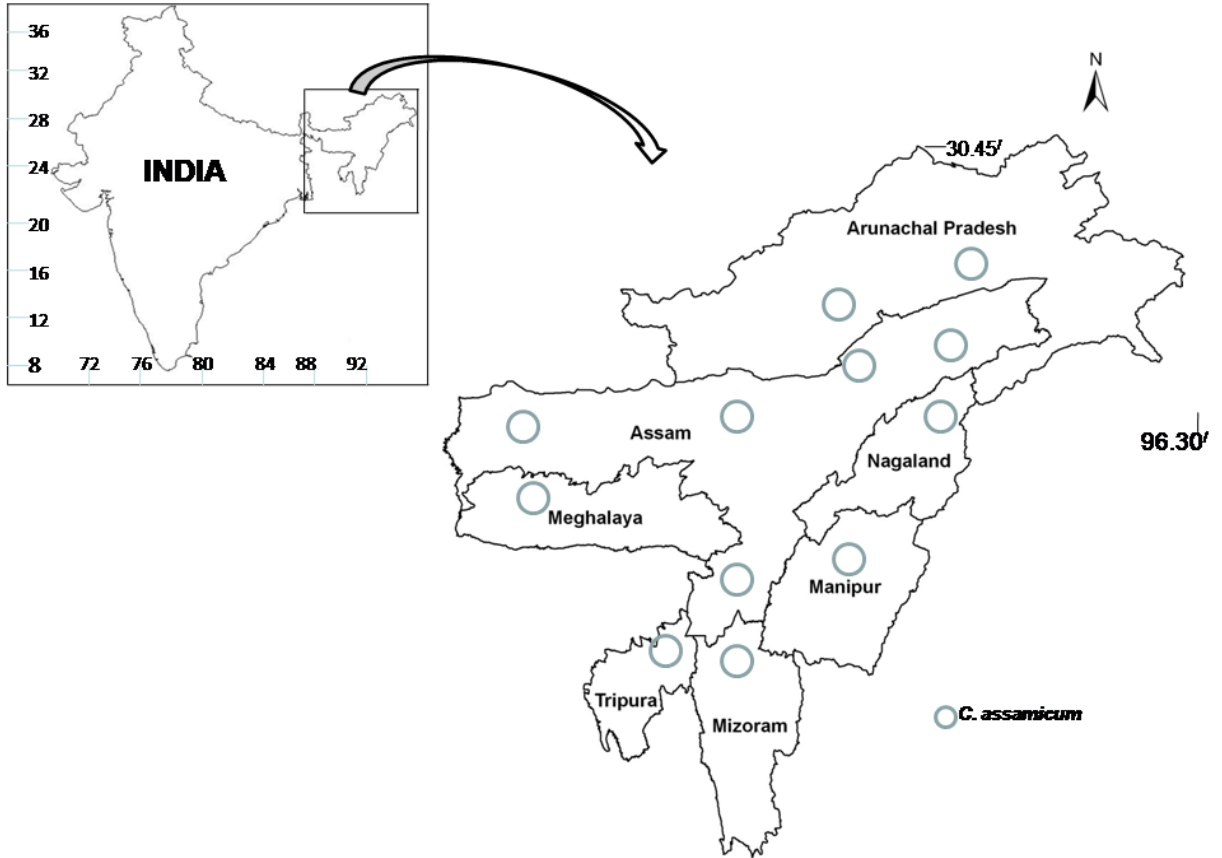 36
32
28
24
20
16
12
8
72 76 80 84 88 92
INDIA
N
30.45/
Arunachal Pradesh
96.30/
Assam
Nagaland
Meghalaya
Manipur
Tripura
Mizoram
C. assamicum